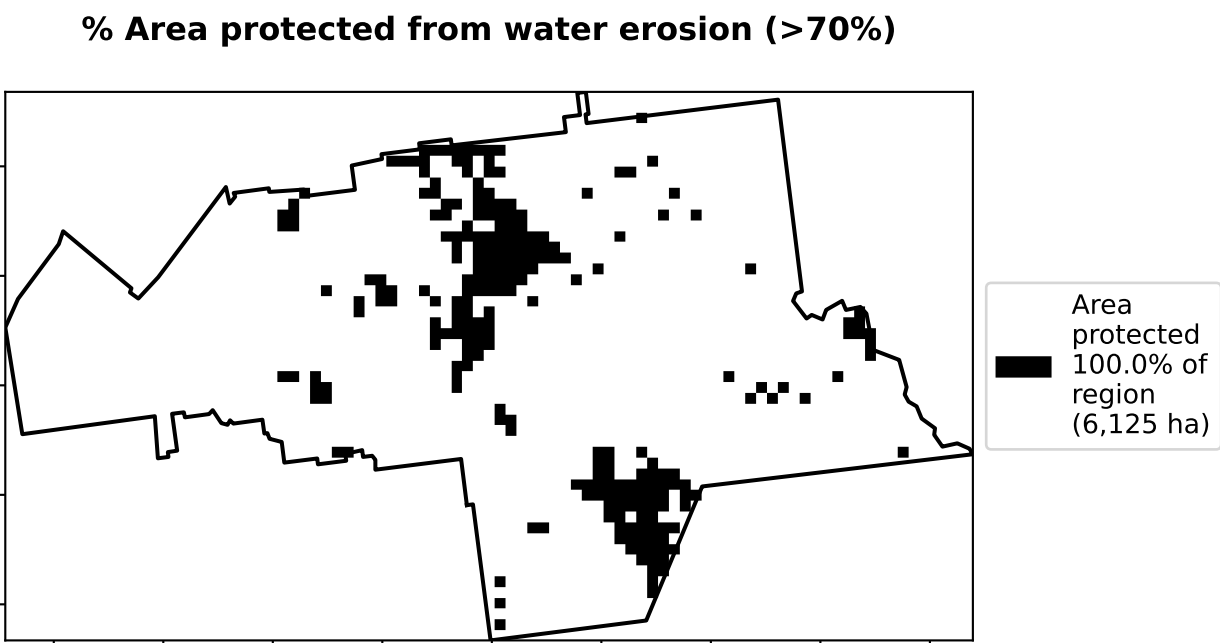 % Area protected from water erosion (>70%)
Area
protected
100.0% of
region
(6,125 ha)